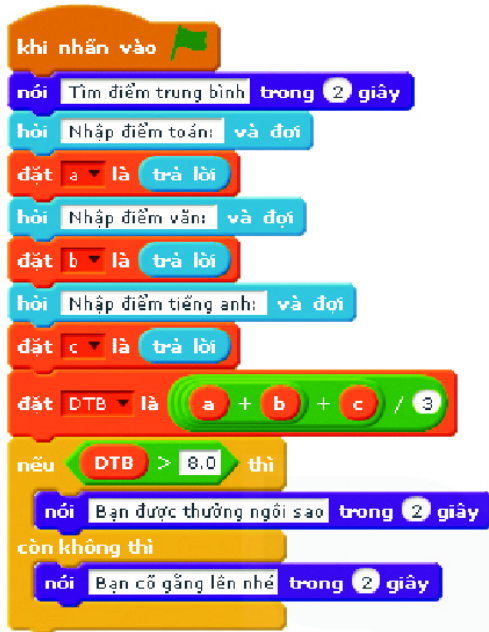 khi nhấn vào
nói Tìm điểm trung bình trong 2 giây
hỏi Nhập điểm toán: và đợi
đặt a là trả lời
hỏi Nhập điểm văn: và đợi
đặt b là trả lời
hỏi Nhập điểm tiếng anh: và đợi
đặt c là trả lời
đặt DTB là a + b + c / 3
nếu DTB > 8.0 thì
nói Bạn được thưởng ngôi sao trong 2 giây
còn không thì
nói Bạn cố gắng lên nhé trong 2 giây